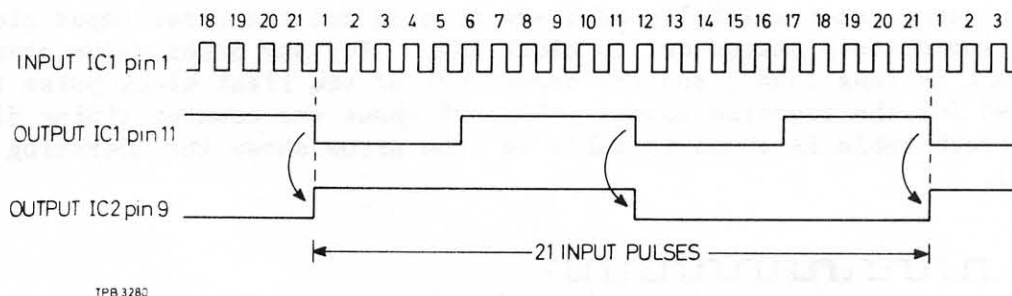 18 19 20 21 1 2 3 4 5 6 7 8 9 10 11 12 13 14 15 16 17 18 19 20 21 1 2 3
INPUT IC1 pin 1
OUTPUT IC1 pin 11
OUTPUT IC2 pin 9
21 INPUT PULSES
TPB 3280